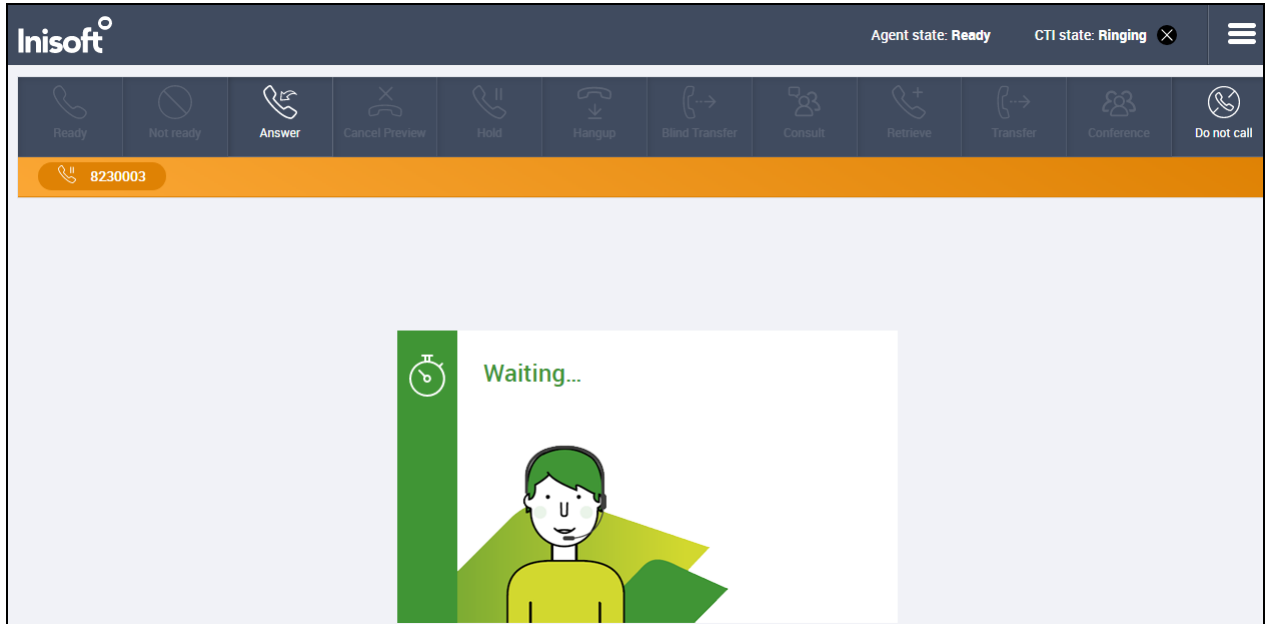 Inisoft
Agent state: Ready CTI state: Ringing
Ready Not ready Answer Cancel Preview Hold Hangup Blind Transfer Consult Retrieve Transfer Conference Do not call
8230003
Waiting...